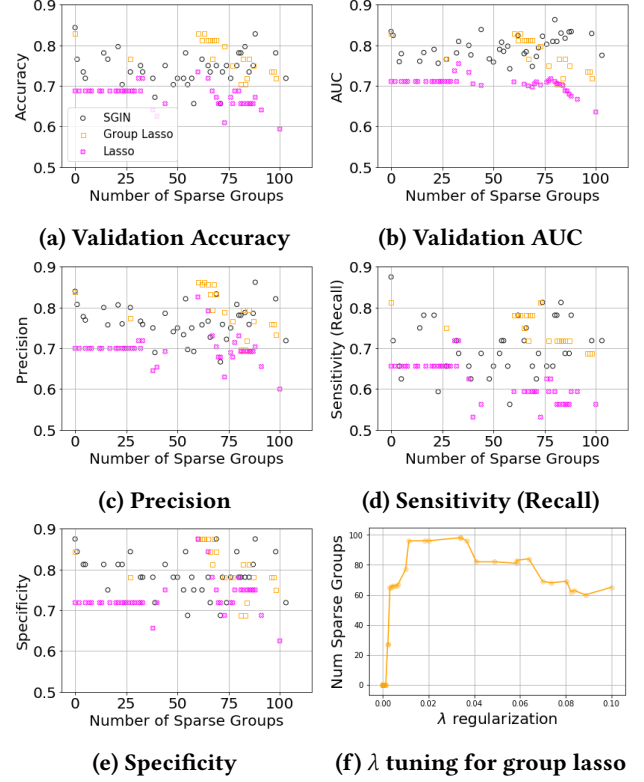 0.9
0.8
0.7
0.6
0.5
Accuracy
SGIN
Group Lasso
Lasso
0 25 50 75 100
Number of Sparse Groups
(a) Validation Accuracy
0.9
0.8
0.7
0.6
0.5
AUC
0 25 50 75 100
Number of Sparse Groups
(b) Validation AUC
0.9
0.8
0.7
0.6
0.5
Precision
0 25 50 75 100
Number of Sparse Groups
(c) Precision
0.9
0.8
0.7
0.6
0.5
Sensitivity (Recall)
0 25 50 75 100
Number of Sparse Groups
(d) Sensitivity (Recall)
0.9
0.8
0.7
0.6
0.5
Specificity
0 25 50 75 100
Number of Sparse Groups
(e) Specificity
100
80
60
40
20
0
Num Sparse Groups
0.00 0.02 0.04 0.06 0.08 0.10
λ regularization
(f) λ tuning for group lasso